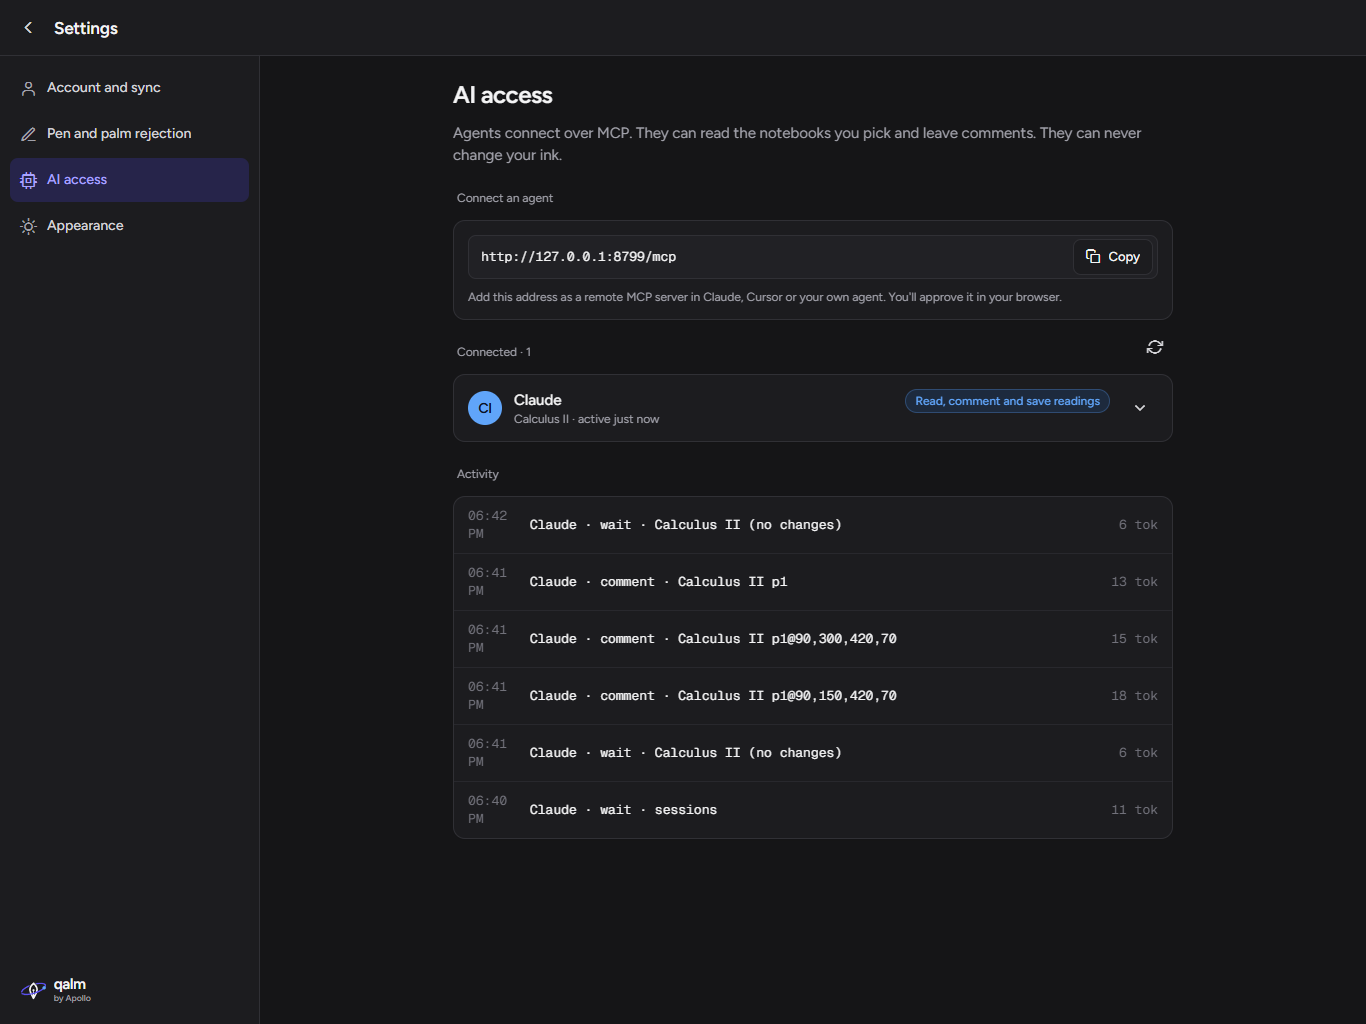 Settings
Account and sync
Pen and palm rejection
AI access
Appearance
AI access
Agents connect over MCP. They can read the notebooks you pick and leave comments. They can never
change your ink.
Connect an agent
http://127.0.0.1:8799/mcp
Copy
Add this address as a remote MCP server in Claude, Cursor or your own agent. You'll approve it in your browser.
Connected · 1
Cl
Claude
Calculus II · active just now
Read, comment and save readings
Activity
06:42 PM Claude · wait · Calculus II (no changes) 6 tok
06:41 PM Claude · comment · Calculus II p1 13 tok
06:41 PM Claude · comment · Calculus II p1@90,300,420,70 15 tok
06:41 PM Claude · comment · Calculus II p1@90,150,420,70 18 tok
06:41 PM Claude · wait · Calculus II (no changes) 6 tok
06:40 PM Claude · wait · sessions 11 tok
qalm
by Apollo